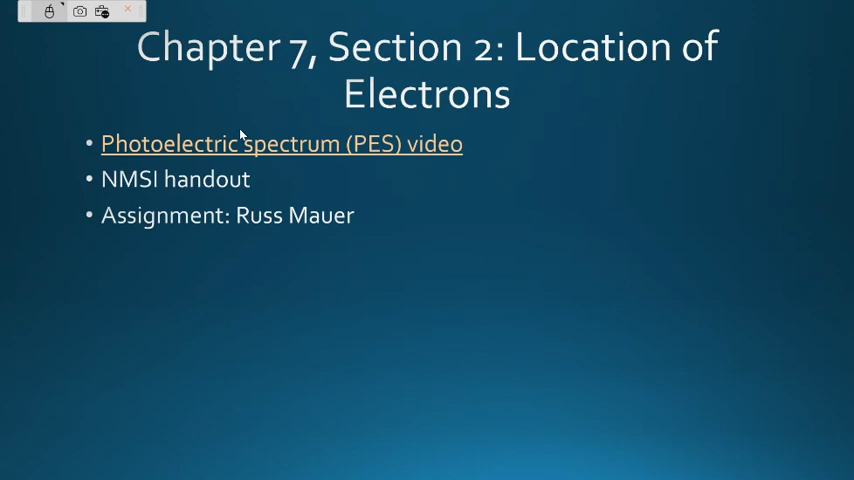 Chapter 7, Section 2: Location of
Electrons
• Photoelectric spectrum (PES) video
• NMSI handout
• Assignment: Russ Mauer